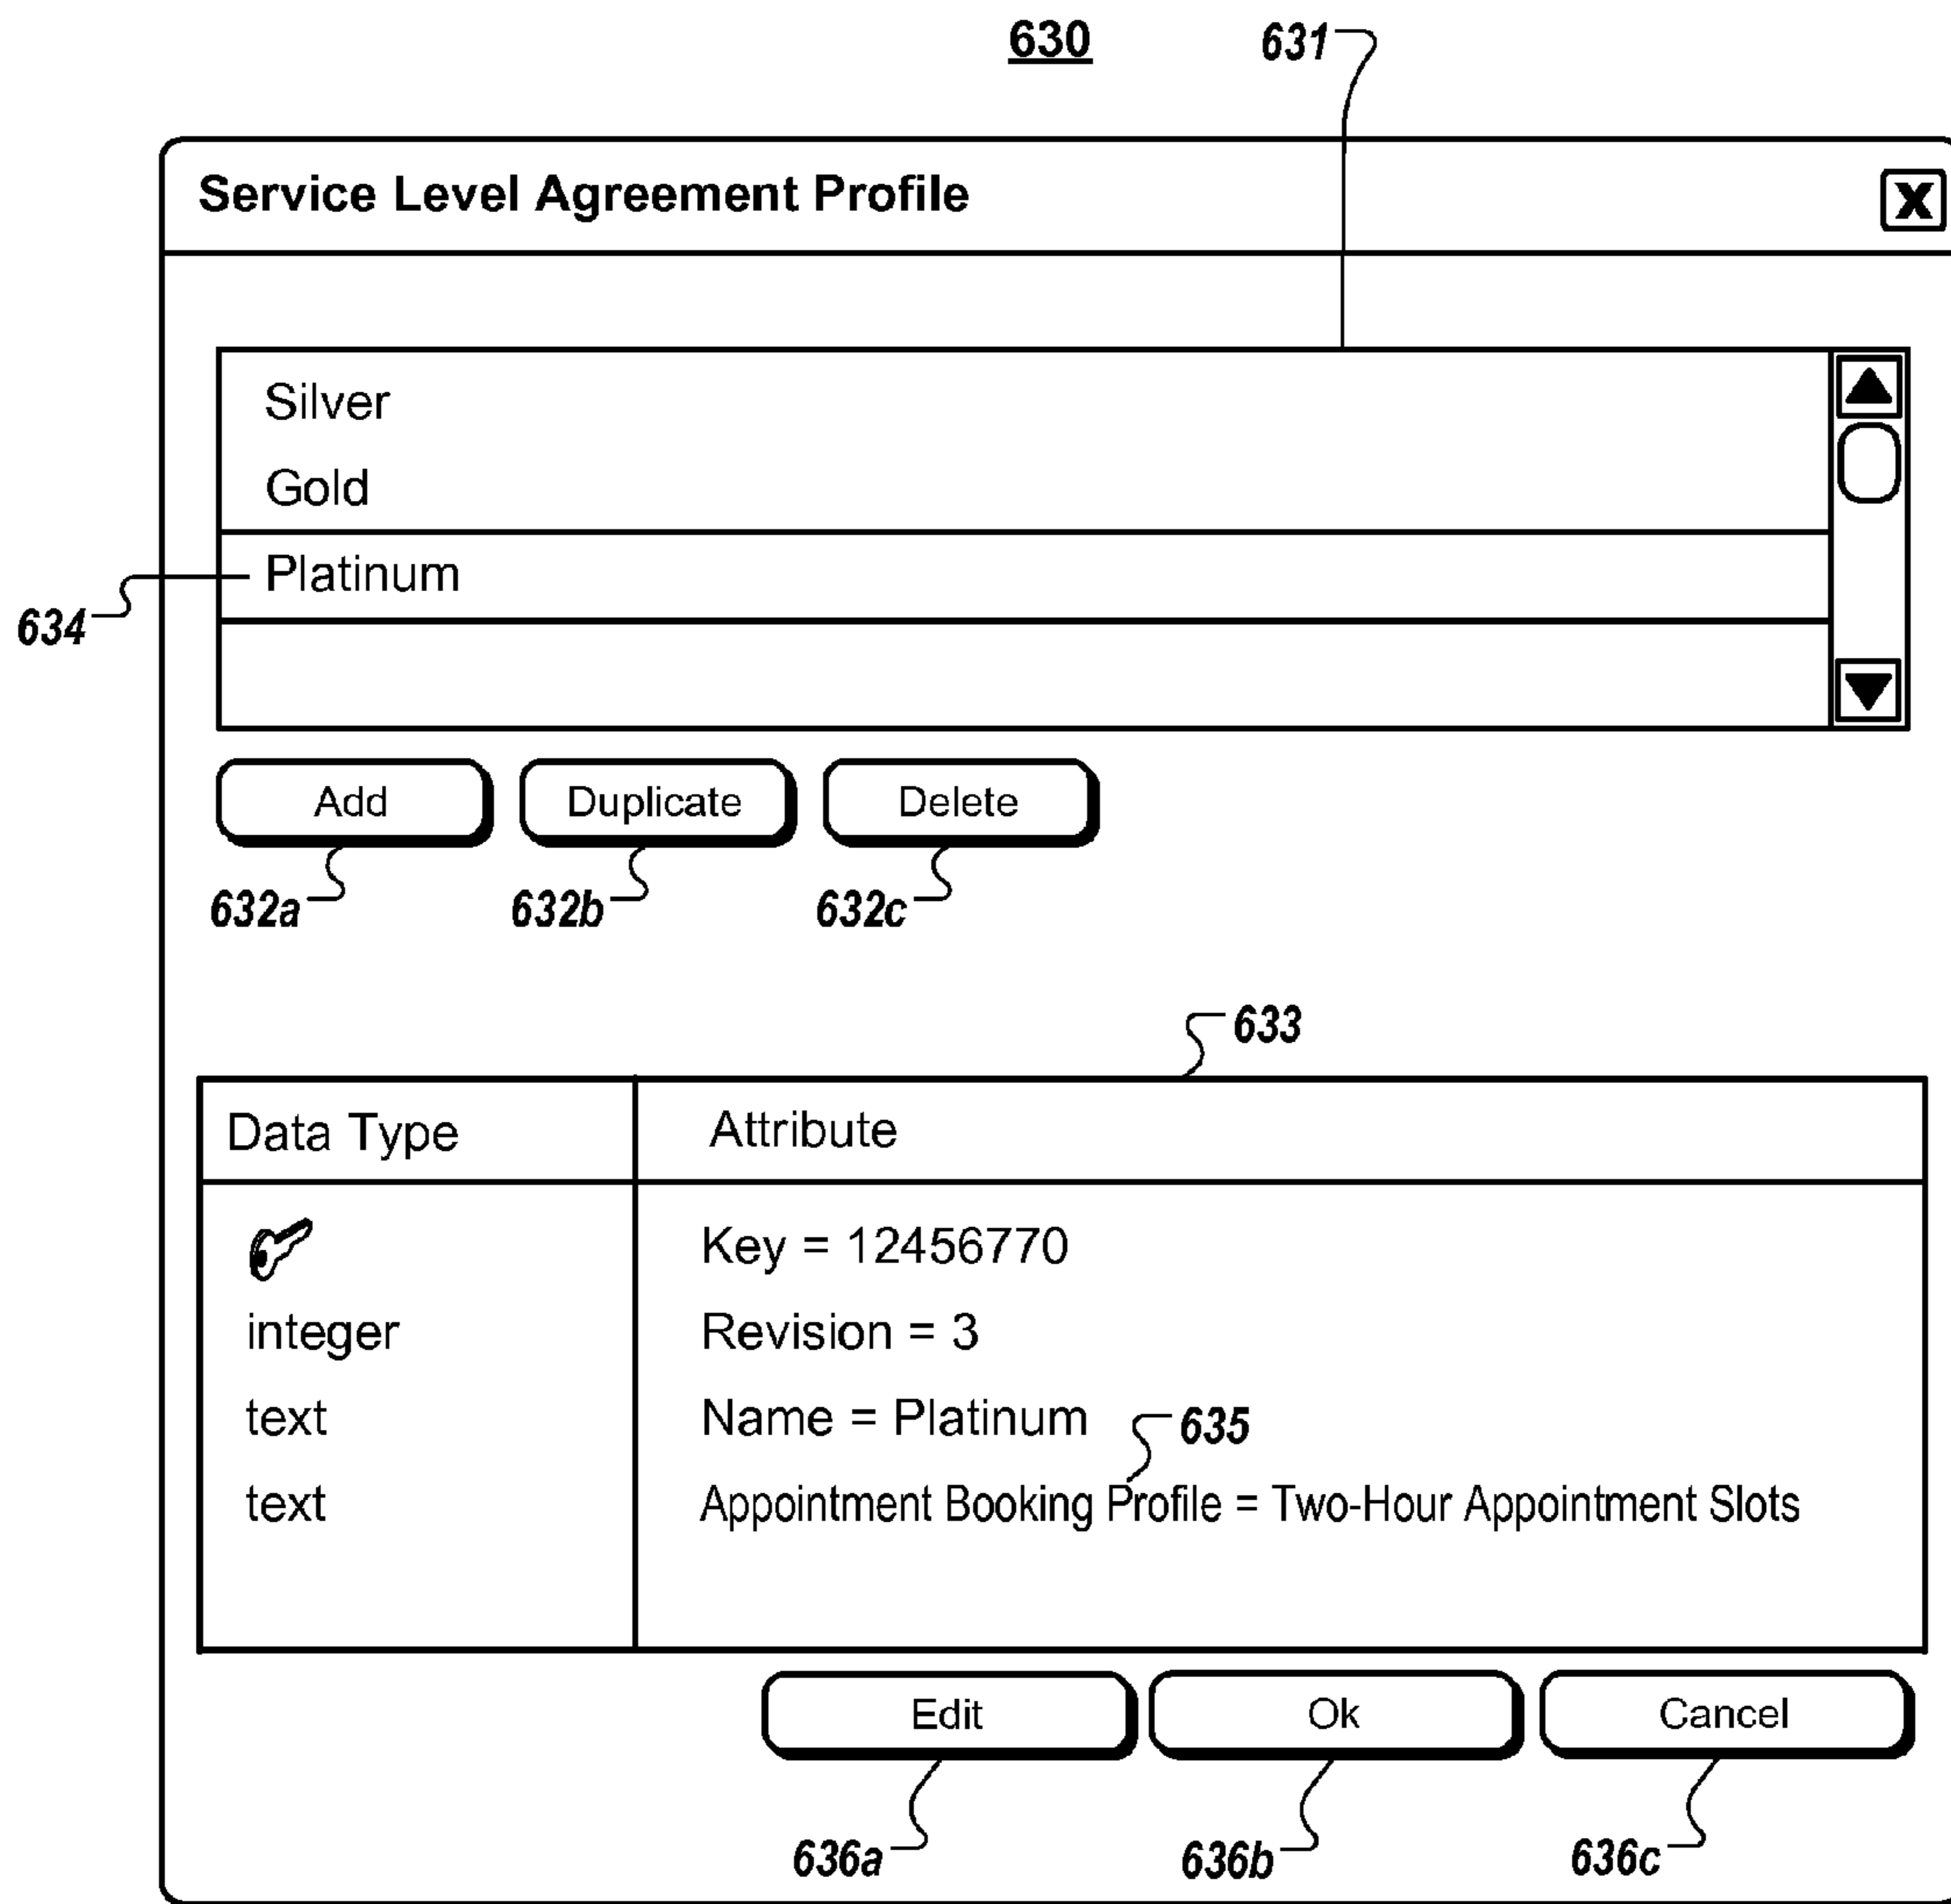 630
631
Service Level Agreement Profile
X
Silver
Gold
Platinum
634
Add
Duplicate
Delete
632a
632b
632c
633
Data Type
Attribute
Key = 12456770
integer
Revision = 3
text
Name = Platinum
635
text
Appointment Booking Profile = Two-Hour Appointment Slots
Edit
Ok
Cancel
636a
636b
636c